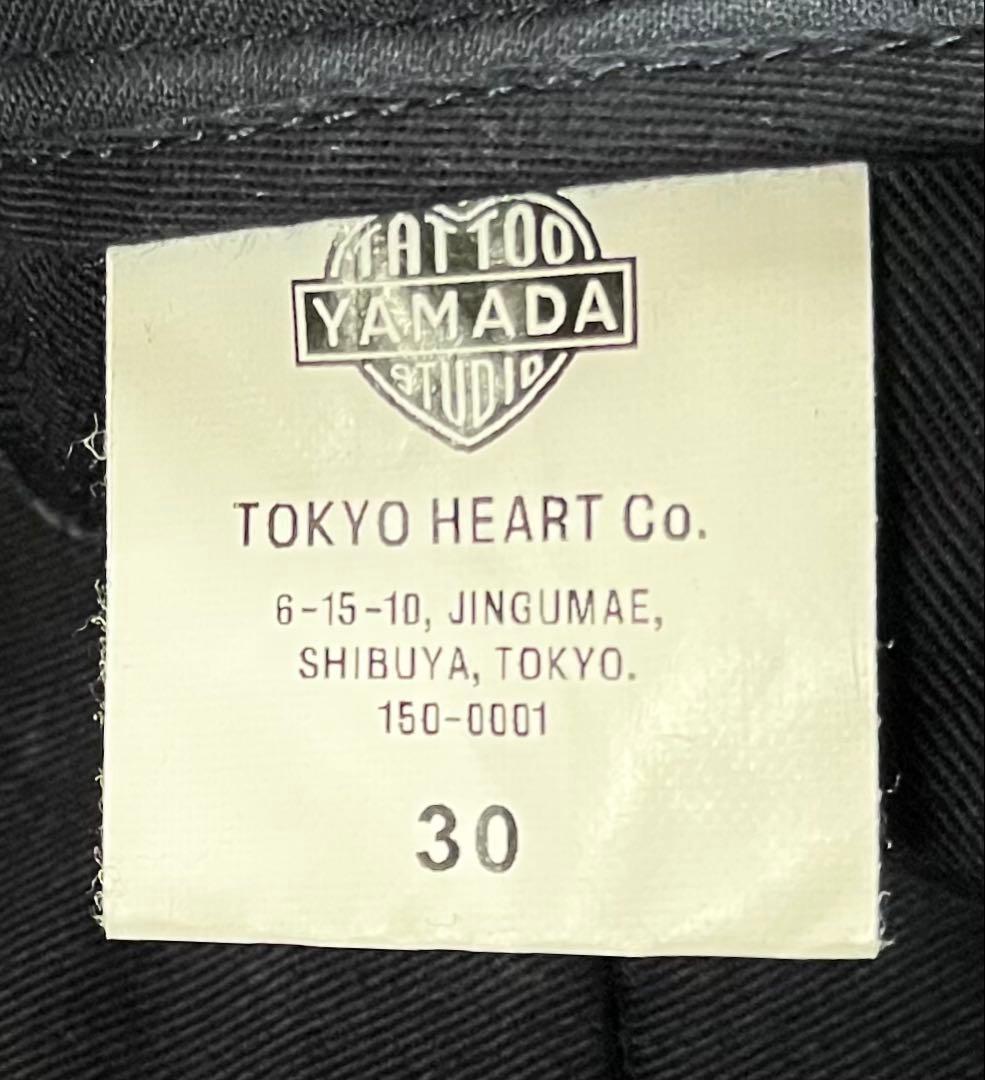 TATTOO
YAMADA
STUDIO
TOKYO HEART Co.
6-15-10, JINGUMAE,
SHIBUYA, TOKYO.
150-0001
30